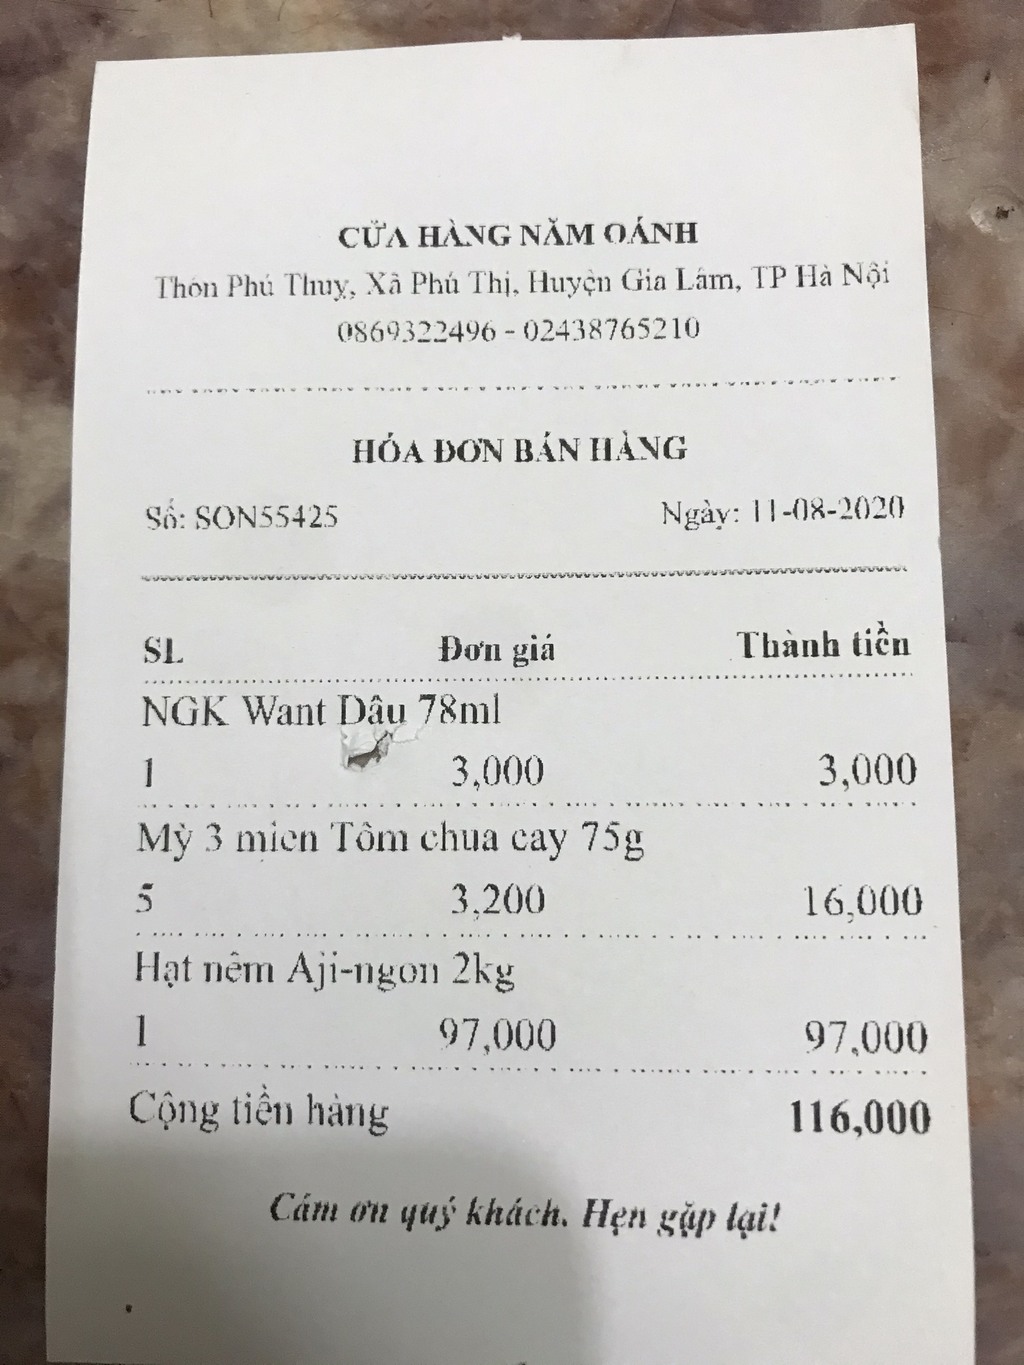 CỬA HÀNG NĂM OÁNH
Thôn Phú Thuỵ, Xã Phú Thị, Huyện Gia Lâm, TP Hà Nội
0869322496 - 02438765210
HÓA ĐƠN BÁN HÀNG
Số: SON55425 Ngày: 11-08-2020
SL Đơn giá Thành tiền
NGK Want Dâu 78ml
1 3,000 3,000
Mỳ 3 miền Tôm chua cay 75g
5 3,200 16,000
Hạt nêm Aji-ngon 2kg
1 97,000 97,000
Cộng tiền hàng 116,000
Cám ơn quý khách. Hẹn gặp lại!